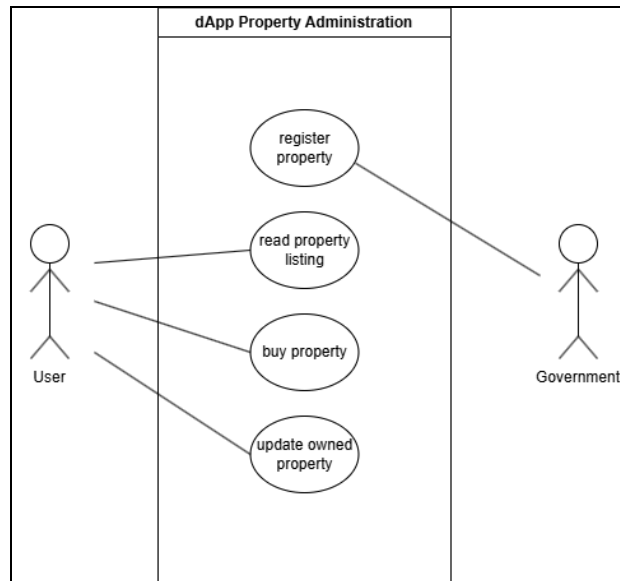 dApp Property Administration
register
property
read property
listing
buy property
update owned
property
User
Government